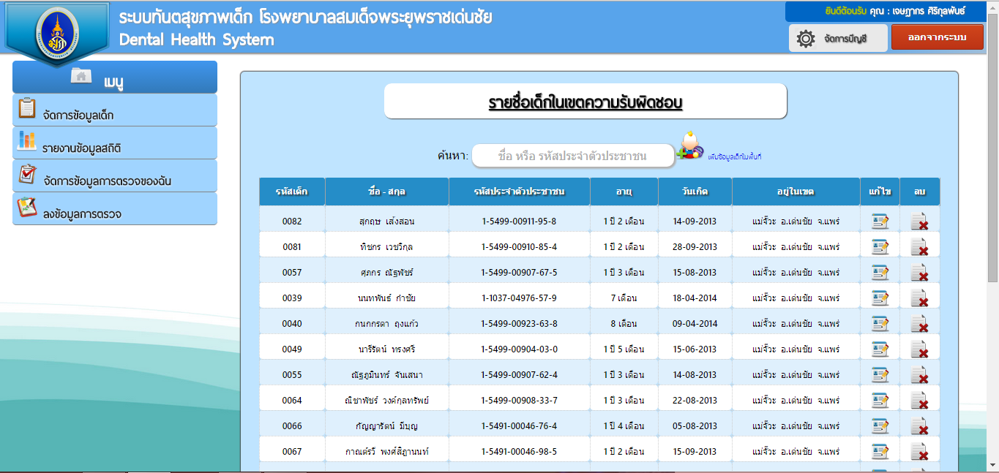 ระบบทันตสุขภาพเด็ก โรงพยาบาลสมเด็จพระยุพราชเด่นชัย
Dental Health System
ยินดีต้อนรับ คุณ : เจษฎากร ศิริกุลพันธ์
จัดการบัญชี
ออกจากระบบ
เมนู
จัดการข้อมูลเด็ก
รายงานข้อมูลสถิติ
จัดการข้อมูลการตรวจของฉัน
ลงข้อมูลการตรวจ
รายชื่อเด็กในเขตความรับผิดชอบ
ค้นหา: ชื่อ หรือ รหัสประจำตัวประชาชน เพิ่มข้อมูลเด็กในพื้นที่
รหัสเด็ก ชื่อ - สกุล รหัสประจำตัวประชาชน อายุ วันเกิด อยู่ในเขต แก้ไข ลบ
0082 สุกฤษ เส่งสอน 1-5499-00911-95-8 1 ปี 2 เดือน 14-09-2013 แม่จั๊วะ อ.เด่นชัย จ.แพร่
0081 ทิชกร เวชวิกุล 1-5499-00910-85-4 1 ปี 2 เดือน 28-09-2013 แม่จั๊วะ อ.เด่นชัย จ.แพร่
0057 ศุภกร ณัฐพัชร์ 1-5499-00907-67-5 1 ปี 3 เดือน 15-08-2013 แม่จั๊วะ อ.เด่นชัย จ.แพร่
0039 นนทพันธ์ กำชัย 1-1037-04976-57-9 7 เดือน 18-04-2014 แม่จั๊วะ อ.เด่นชัย จ.แพร่
0040 กนกกรดา ถุงแก้ว 1-5499-00923-63-8 8 เดือน 09-04-2014 แม่จั๊วะ อ.เด่นชัย จ.แพร่
0049 นารีรัตน์ ทรงศรี 1-5499-00904-03-0 1 ปี 5 เดือน 15-06-2013 แม่จั๊วะ อ.เด่นชัย จ.แพร่
0055 ณัฐภูมินทร์ จันเสนา 1-5499-00907-62-4 1 ปี 3 เดือน 14-08-2013 แม่จั๊วะ อ.เด่นชัย จ.แพร่
0064 ณิชาพัชร์ วงค์กุลทรัพย์ 1-5499-00908-33-7 1 ปี 3 เดือน 22-08-2013 แม่จั๊วะ อ.เด่นชัย จ.แพร่
0066 กัญญารัตน์ มีบุญ 1-5491-00046-76-4 1 ปี 4 เดือน 05-08-2013 แม่จั๊วะ อ.เด่นชัย จ.แพร่
0067 กาณต์รวี พงศ์สิฏานนท์ 1-5491-00046-98-5 1 ปี 2 เดือน 15-09-2013 แม่จั๊วะ อ.เด่นชัย จ.แพร่